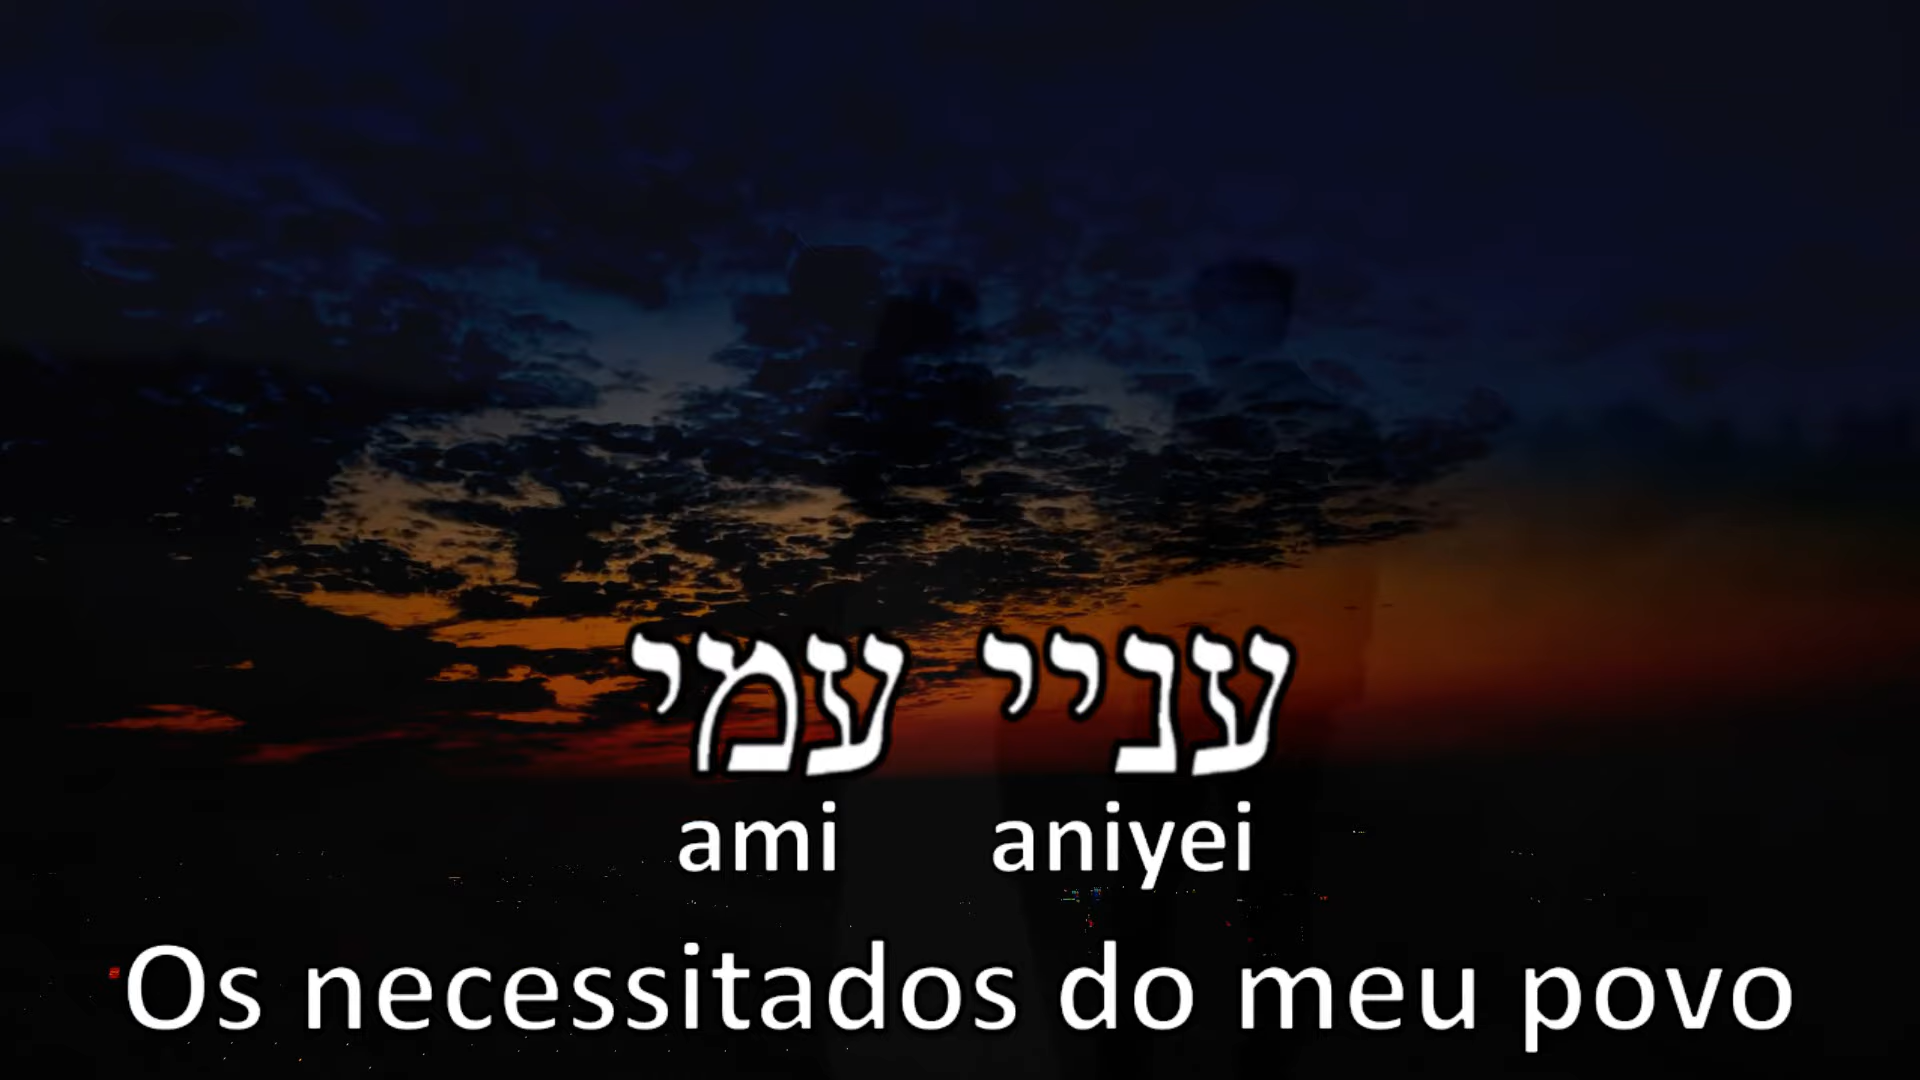 עניי עמי
ami aniyei
Os necessitados do meu povo